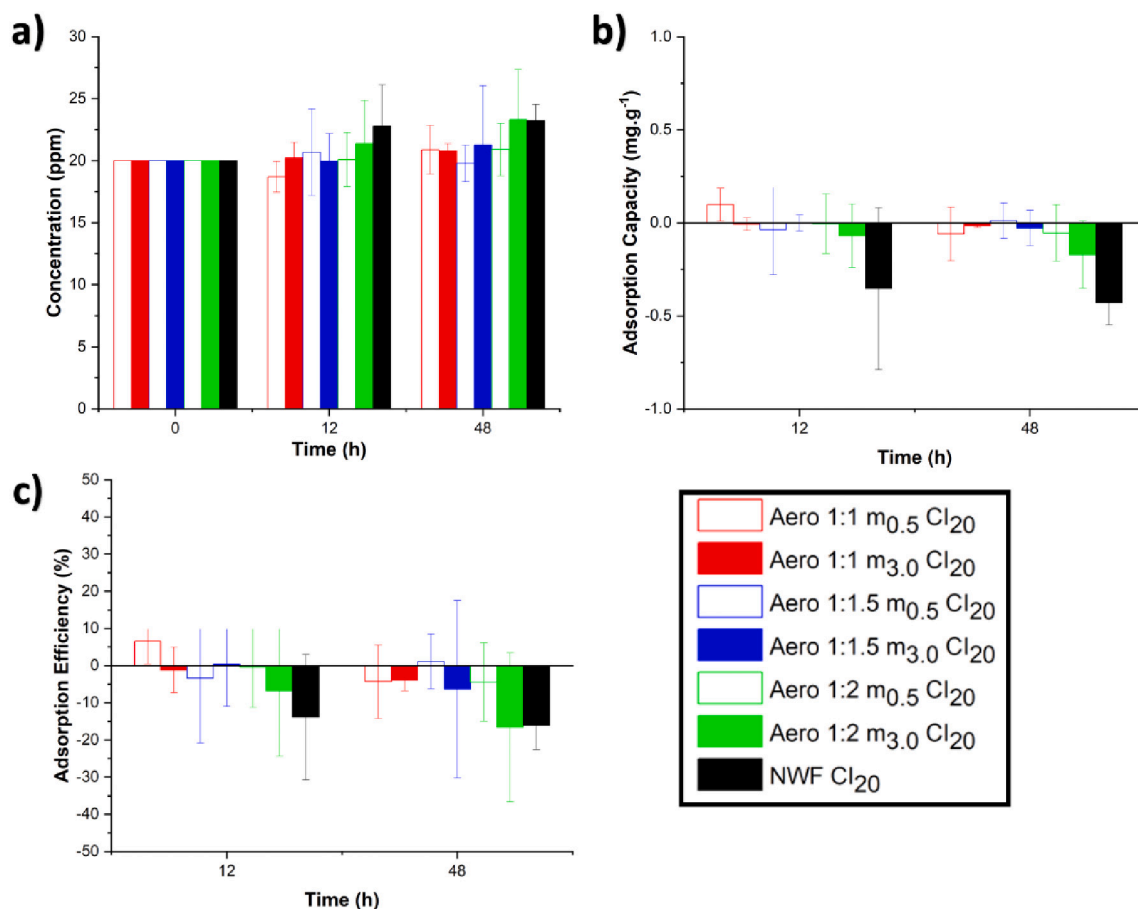 a)
30
25
20
15
10
5
0
Concentration (ppm)
0 12 48
Time (h)
b)
1.0
0.5
0.0
-0.5
-1.0
Adsorption Capacity (mg.g⁻¹)
12 48
Time (h)
c)
50
40
30
20
10
0
-10
-20
-30
-40
-50
Adsorption Efficiency (%)
12 48
Time (h)
Aero 1:1 m0.5 Cl20
Aero 1:1 m3.0 Cl20
Aero 1:1.5 m0.5 Cl20
Aero 1:1.5 m3.0 Cl20
Aero 1:2 m0.5 Cl20
Aero 1:2 m3.0 Cl20
NWF Cl20